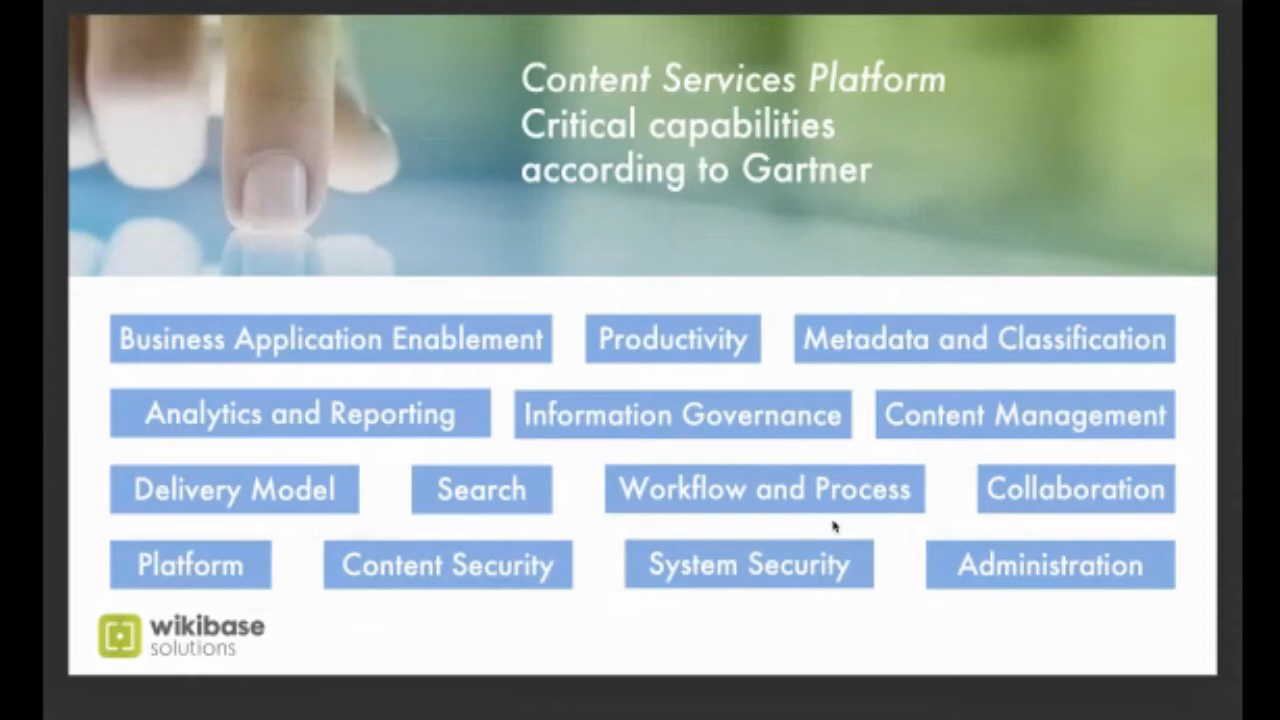 Content Services Platform
Critical capabilities
according to Gartner
Business Application Enablement
Productivity
Metadata and Classification
Analytics and Reporting
Information Governance
Content Management
Delivery Model
Search
Workflow and Process
Collaboration
Platform
Content Security
System Security
Administration
wikibase
solutions